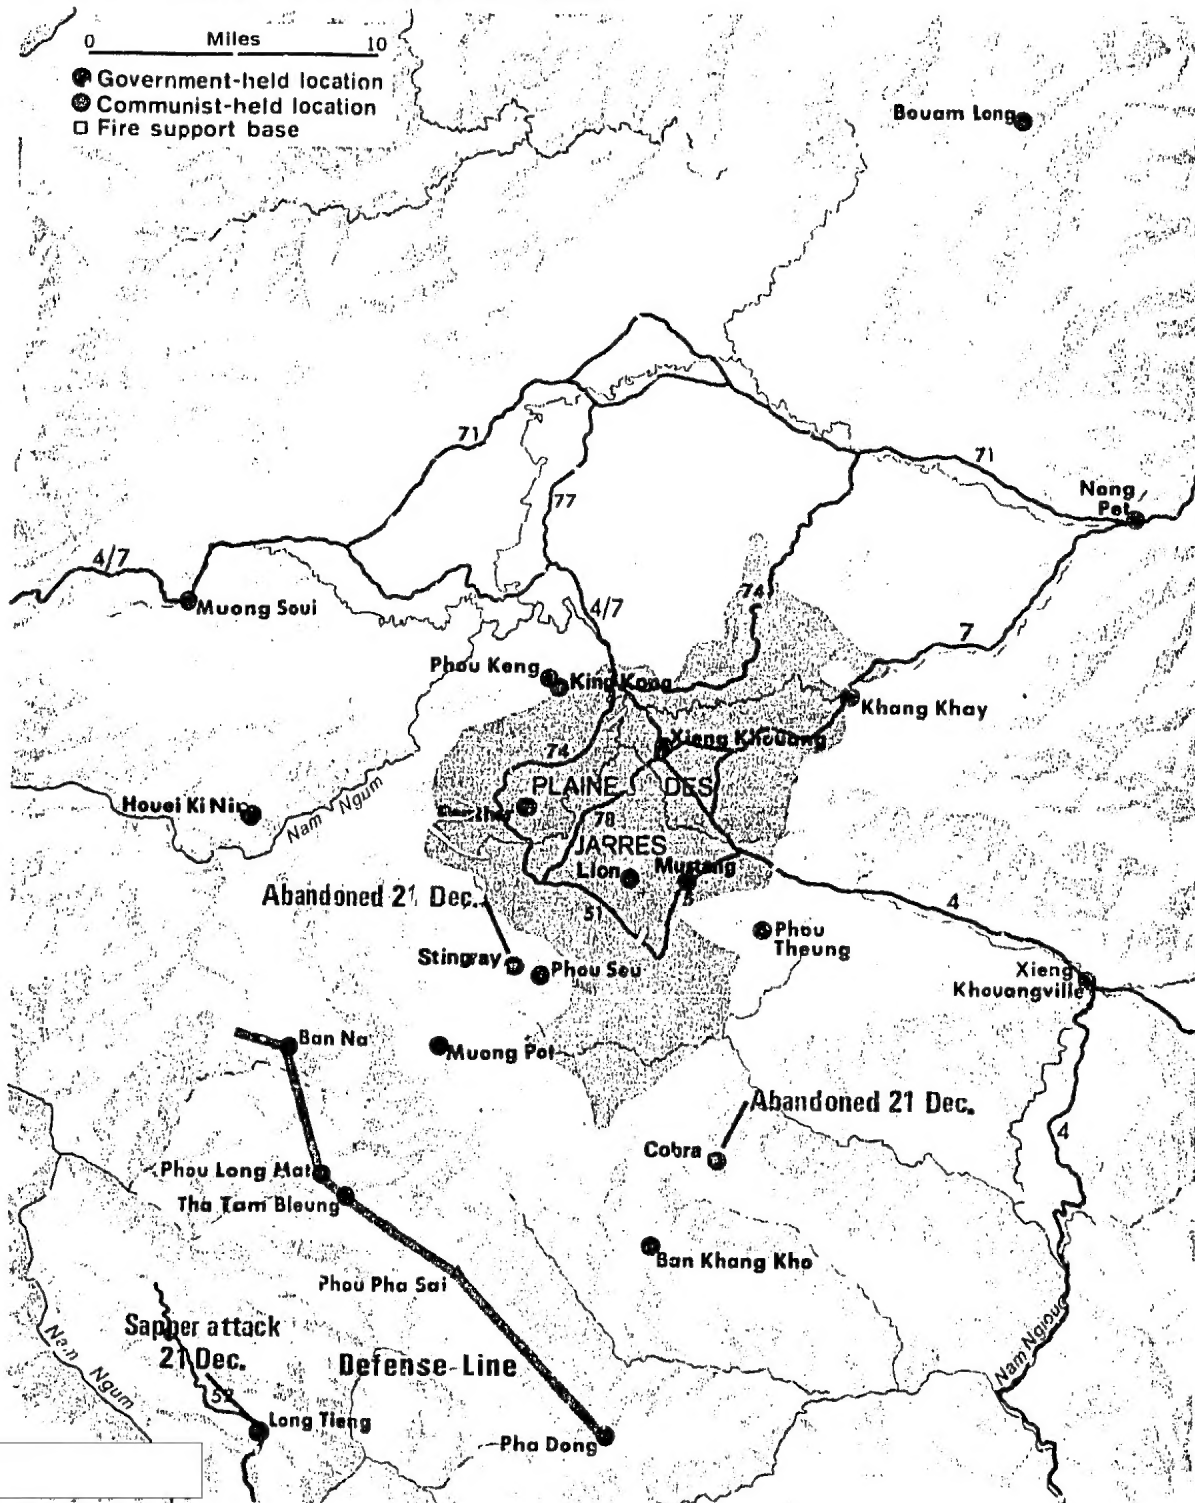 0 Miles 10
Government-held location
Communist-held location
Fire support base
Bouam Long
71
71
Nong
Pet
77
4/7
Muong Soui
4/7
74
7
Phou Keng
King Kong
Khang Khay
Xieng Khouang
74
PLAINE DES
Houei Ki Nin
Nam Ngum
JARRES
Lion
Mustang
Abandoned 21 Dec.
51
5
4
Phou
Theung
Stingray
Phou Seu
Xieng
Khouangville
Ban Na
Muong Pot
Abandoned 21 Dec.
4
Cobra
Phou Long Mat
Tha Tam Bleung
Ban Khang Kho
Phou Pha Sai
Sapper attack
21 Dec.
Nam Ngum
Defense Line
Nam Ngiou
52
Long Tieng
Pha Dong